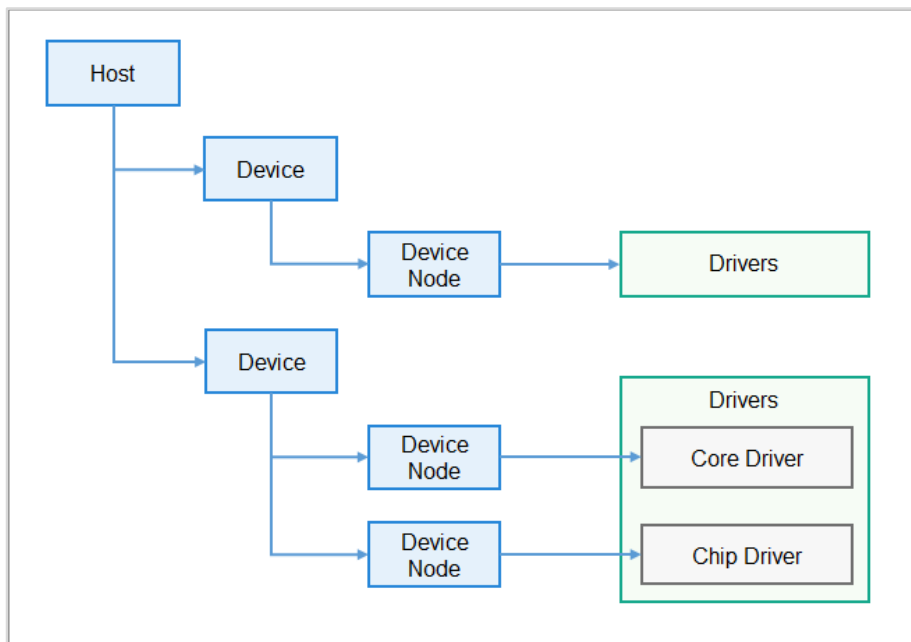 Host
Device
Device
Node
Drivers
Device
Drivers
Device
Node
Core Driver
Device
Node
Chip Driver